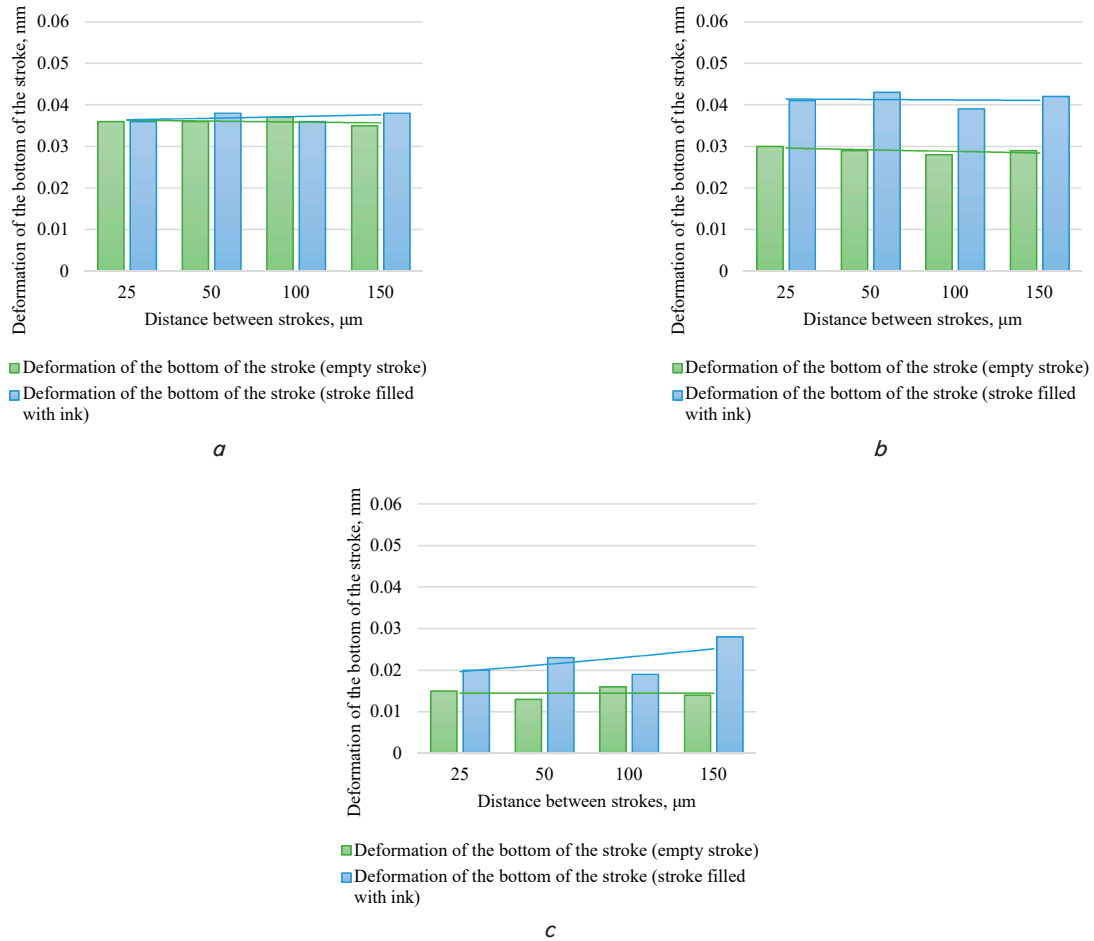 Deformation of the bottom of the stroke, mm
0.06
0.05
0.04
0.03
0.02
0.01
0
25 50 100 150
Distance between strokes, μm
Deformation of the bottom of the stroke (empty stroke)
Deformation of the bottom of the stroke (stroke filled
with ink)
a
Deformation of the bottom of the stroke, mm
0.06
0.05
0.04
0.03
0.02
0.01
0
25 50 100 150
Distance between strokes, μm
Deformation of the bottom of the stroke (empty stroke)
Deformation of the bottom of the stroke (stroke filled
with ink)
b
Deformation of the bottom of the stroke, mm
0.06
0.05
0.04
0.03
0.02
0.01
0
25 50 100 150
Distance between strokes, μm
Deformation of the bottom of the stroke (empty stroke)
Deformation of the bottom of the stroke (stroke filled
with ink)
c